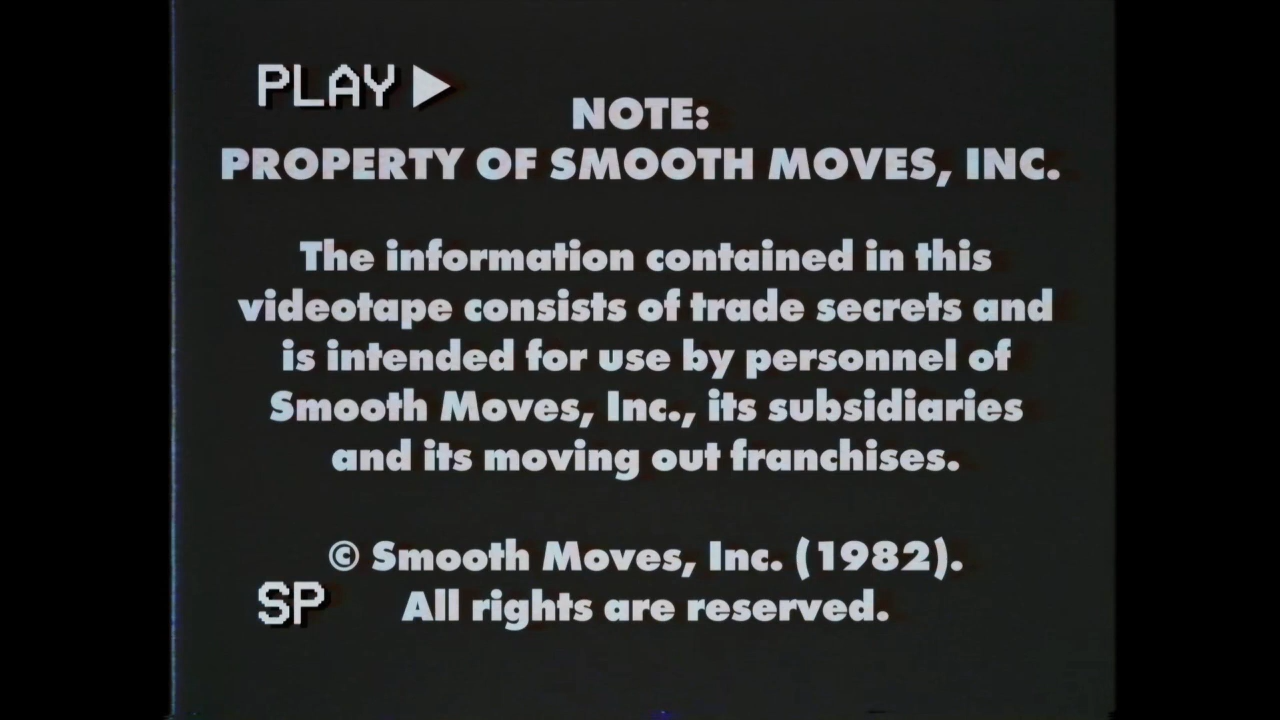 PLAY ▶
NOTE:
PROPERTY OF SMOOTH MOVES, INC.
The information contained in this
videotape consists of trade secrets and
is intended for use by personnel of
Smooth Moves, Inc., its subsidiaries
and its moving out franchises.
© Smooth Moves, Inc. (1982).
All rights are reserved.
SP